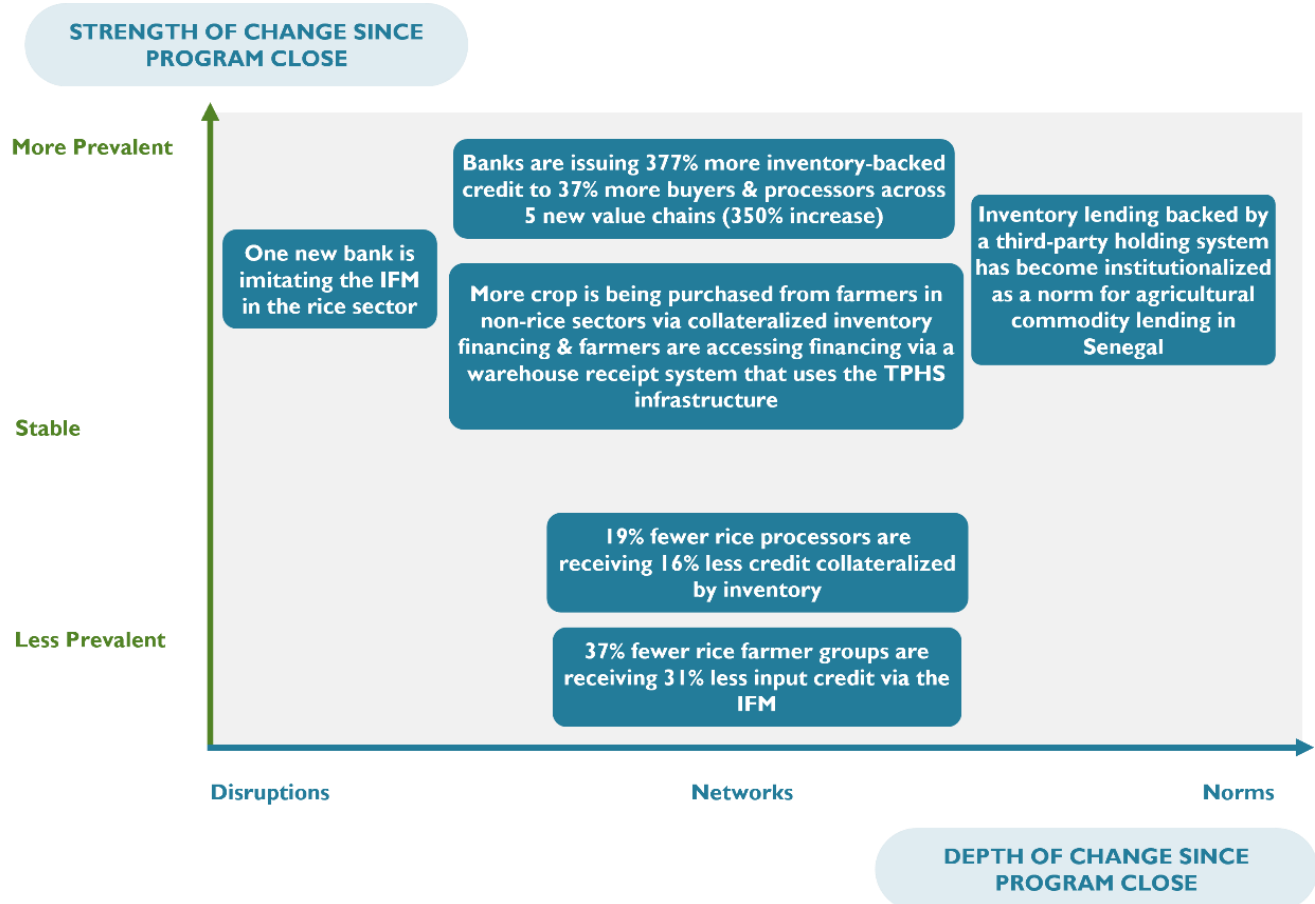 STRENGTH OF CHANGE SINCE
PROGRAM CLOSE
More Prevalent
Stable
Less Prevalent
One new bank is
imitating the IFM
in the rice sector
Banks are issuing 377% more inventory-backed
credit to 37% more buyers & processors across
5 new value chains (350% increase)
More crop is being purchased from farmers in
non-rice sectors via collateralized inventory
financing & farmers are accessing financing via a
warehouse receipt system that uses the TPHS
infrastructure
Inventory lending backed by
a third-party holding system
has become institutionalized
as a norm for agricultural
commodity lending in
Senegal
19% fewer rice processors are
receiving 16% less credit collateralized
by inventory
37% fewer rice farmer groups are
receiving 31% less input credit via the
IFM
Disruptions
Networks
Norms
DEPTH OF CHANGE SINCE
PROGRAM CLOSE